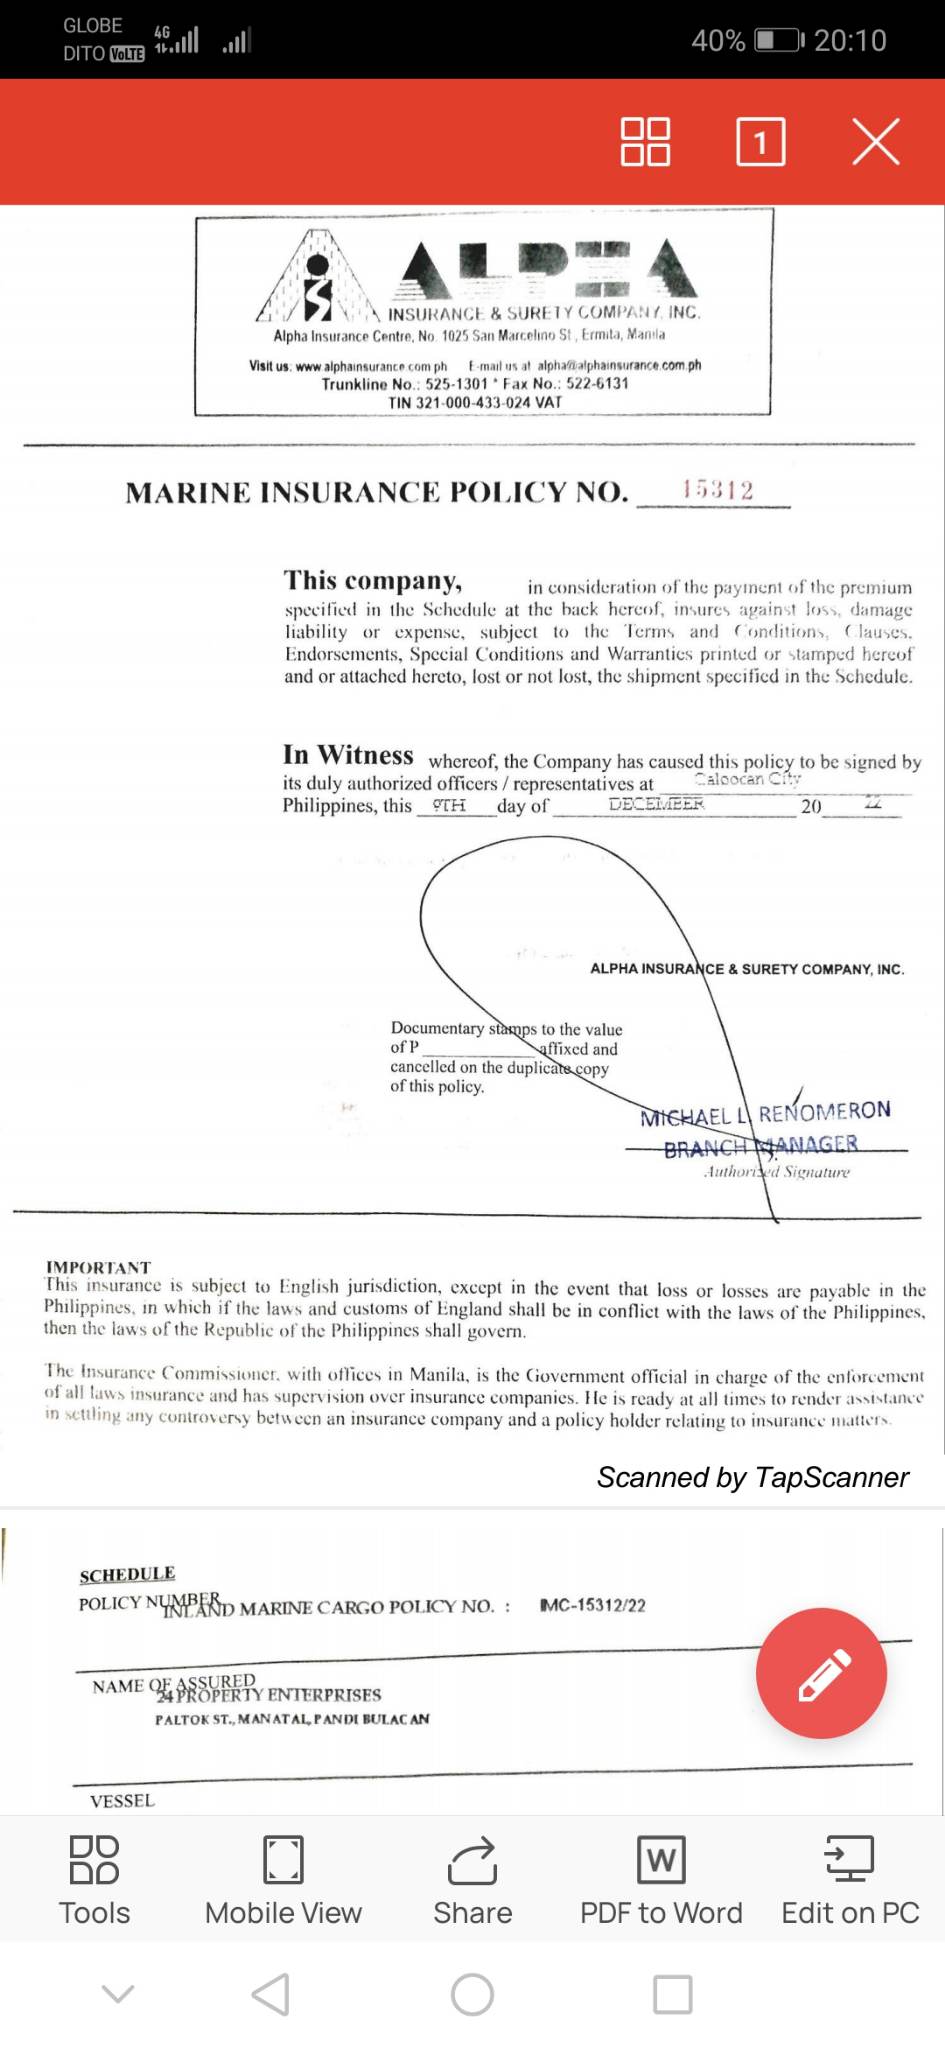 GLOBE
DITO VoLTE
4G
40%
20:10
1
ALPHA
INSURANCE & SURETY COMPANY, INC.
Alpha Insurance Centre, No. 1025 San Marcelino St., Ermita, Manila
Visit us: www.alphainsurance.com.ph E-mail us at alpha@alphainsurance.com.ph
Trunkline No.: 525-1301 * Fax No.: 522-6131
TIN 321-000-433-024 VAT
MARINE INSURANCE POLICY NO. 15312
This company, in consideration of the payment of the premium
specified in the Schedule at the back hereof, insures against loss, damage
liability or expense, subject to the Terms and Conditions, Clauses,
Endorsements, Special Conditions and Warranties printed or stamped hereof
and or attached hereto, lost or not lost, the shipment specified in the Schedule.
In Witness whereof, the Company has caused this policy to be signed by
its duly authorized officers / representatives at Caloocan City
Philippines, this 9TH day of DECEMBER 20 22
ALPHA INSURANCE & SURETY COMPANY, INC.
Documentary stamps to the value
of P__________ affixed and
cancelled on the duplicate copy
of this policy.
MICHAEL L. RENOMERON
BRANCH MANAGER
Authorized Signature
IMPORTANT
This insurance is subject to English jurisdiction, except in the event that loss or losses are payable in the
Philippines, in which if the laws and customs of England shall be in conflict with the laws of the Philippines,
then the laws of the Republic of the Philippines shall govern.
The Insurance Commissioner, with offices in Manila, is the Government official in charge of the enforcement
of all laws insurance and has supervision over insurance companies. He is ready at all times to render assistance
in settling any controversy between an insurance company and a policy holder relating to insurance matters.
Scanned by TapScanner
SCHEDULE
POLICY NUMBER
INLAND MARINE CARGO POLICY NO. : IMC-15312/22
NAME OF ASSURED
24 PROPERTY ENTERPRISES
PALTOK ST., MANATAL, PANDI BULACAN
VESSEL
Tools
Mobile View
Share
W
PDF to Word
Edit on PC